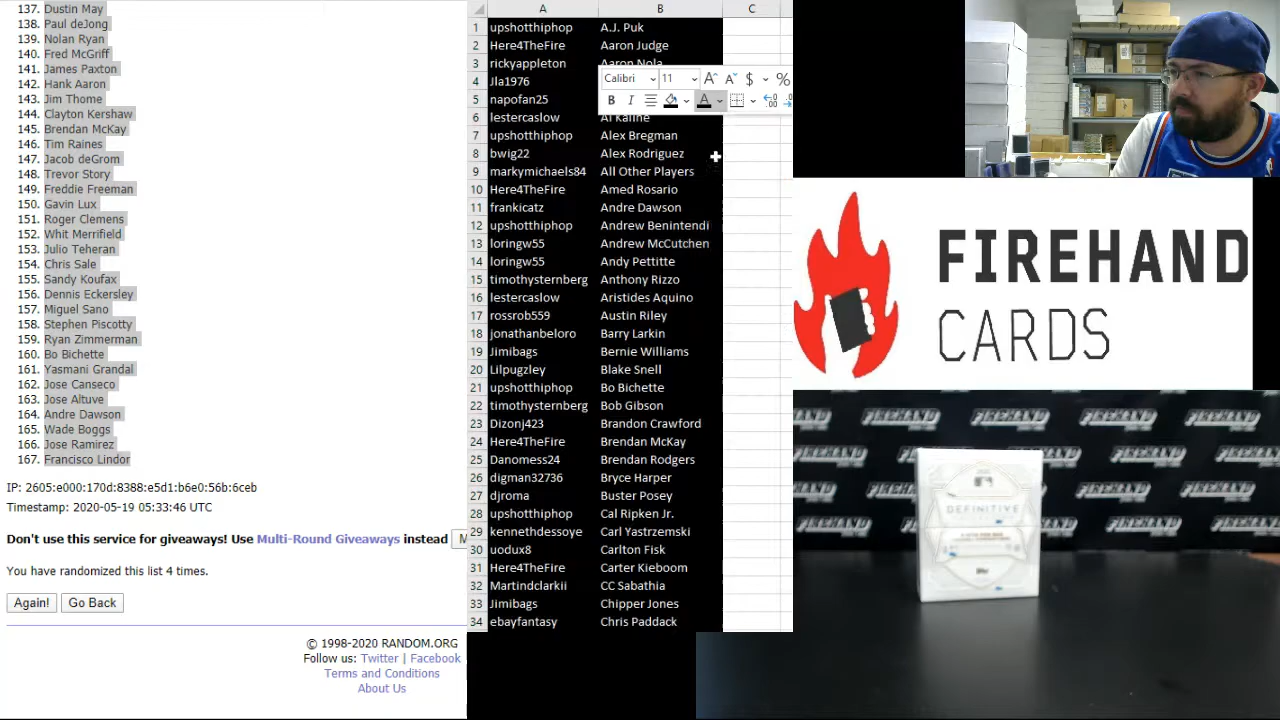 137. Dustin May
138. Paul deJong
139. Nolan Ryan
140. Fred McGriff
141. James Paxton
142. Hank Aaron
143. Jim Thome
144. Clayton Kershaw
145. Brendan McKay
146. Tim Raines
147. Jacob deGrom
148. Trevor Story
149. Freddie Freeman
150. Gavin Lux
151. Roger Clemens
152. Whit Merrifield
153. Julio Teheran
154. Chris Sale
155. Sandy Koufax
156. Dennis Eckersley
157. Miguel Sano
158. Stephen Piscotty
159. Ryan Zimmerman
160. Bo Bichette
161. Yasmani Grandal
162. Jose Canseco
163. Jose Altuve
164. Andre Dawson
165. Wade Boggs
166. Jose Ramirez
167. Francisco Lindor
IP: 2605:e000:170d:8388:e5d1:b6e0:56b:6ceb
Timestamp: 2020-05-19 05:33:46 UTC
Don't use this service for giveaways! Use Multi-Round Giveaways instead
You have randomized this list 4 times.
Again! Go Back
© 1998-2020 RANDOM.ORG
Follow us: Twitter | Facebook
Terms and Conditions
About Us
A B C
1 upshotthiphop A.J. Puk
2 Here4TheFire Aaron Judge
3 rickyappleton Aaron Nola
4 Jla1976
5 napofan25
6 lestercaslow Al Kaline
7 upshotthiphop Alex Bregman
8 bwig22 Alex Rodriguez
9 markymichaels84 All Other Players
10 Here4TheFire Amed Rosario
11 frankicatz Andre Dawson
12 upshotthiphop Andrew Benintendi
13 loringw55 Andrew McCutchen
14 loringw55 Andy Pettitte
15 timothysternberg Anthony Rizzo
16 lestercaslow Aristides Aquino
17 rossrob559 Austin Riley
18 jonathanbeloro Barry Larkin
19 Jimibags Bernie Williams
20 Lilpugzley Blake Snell
21 upshotthiphop Bo Bichette
22 timothysternberg Bob Gibson
23 Dizonj423 Brandon Crawford
24 Here4TheFire Brendan McKay
25 Danomess24 Brendan Rodgers
26 digman32736 Bryce Harper
27 djroma Buster Posey
28 upshotthiphop Cal Ripken Jr.
29 kennethdessoye Carl Yastrzemski
30 uodux8 Carlton Fisk
31 Here4TheFire Carter Kieboom
32 Martindclarkii CC Sabathia
33 Jimibags Chipper Jones
34 ebayfantasy Chris Paddack
Calibri 11 A A $ %
B I A
FIREHAND
CARDS
DEFINITIVE